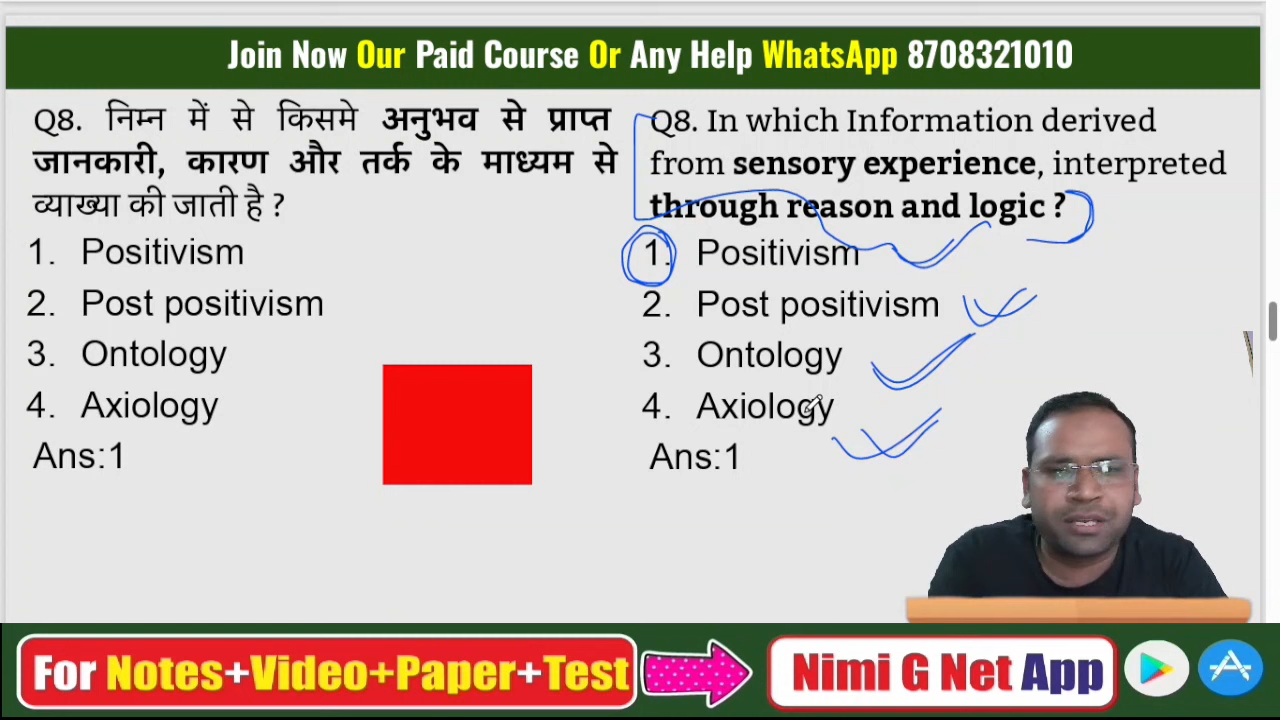 Join Now Our Paid Course Or Any Help WhatsApp 8708321010
Q8. निम्न में से किसमे अनुभव से प्राप्त
जानकारी, कारण और तर्क के माध्यम से
व्याख्या की जाती है ?
1. Positivism
2. Post positivism
3. Ontology
4. Axiology
Ans:1
Q8. In which Information derived
from sensory experience, interpreted
through reason and logic ?
1. Positivism
2. Post positivism
3. Ontology
4. Axiology
Ans:1
For Notes+Video+Paper+Test
Nimi G Net App